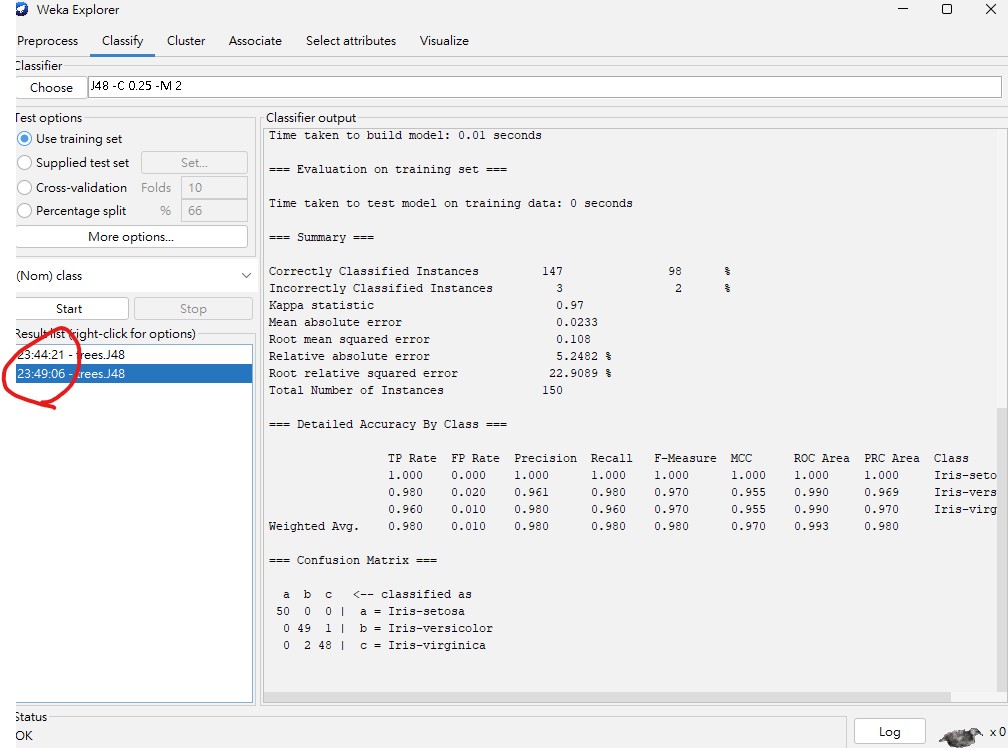 Weka Explorer
Preprocess Classify Cluster Associate Select attributes Visualize
Classifier
Choose J48 -C 0.25 -M 2
Test options
Use training set
Supplied test set Set...
Cross-validation Folds 10
Percentage split % 66
More options...
(Nom) class
Start Stop
Result list (right-click for options)
23:44:21 - trees.J48
23:49:06 - trees.J48
Classifier output
Time taken to build model: 0.01 seconds
=== Evaluation on training set ===
Time taken to test model on training data: 0 seconds
=== Summary ===
Correctly Classified Instances 147 98 %
Incorrectly Classified Instances 3 2 %
Kappa statistic 0.97
Mean absolute error 0.0233
Root mean squared error 0.108
Relative absolute error 5.2482 %
Root relative squared error 22.9089 %
Total Number of Instances 150
=== Detailed Accuracy By Class ===
TP Rate FP Rate Precision Recall F-Measure MCC ROC Area PRC Area Class
1.000 0.000 1.000 1.000 1.000 1.000 1.000 1.000 Iris-seto
0.980 0.020 0.961 0.980 0.970 0.955 0.990 0.969 Iris-vers
0.960 0.010 0.980 0.960 0.970 0.955 0.990 0.970 Iris-virg
Weighted Avg. 0.980 0.010 0.980 0.980 0.980 0.970 0.993 0.980
=== Confusion Matrix ===
a b c <-- classified as
50 0 0 | a = Iris-setosa
0 49 1 | b = Iris-versicolor
0 2 48 | c = Iris-virginica
Status
OK
Log x 0